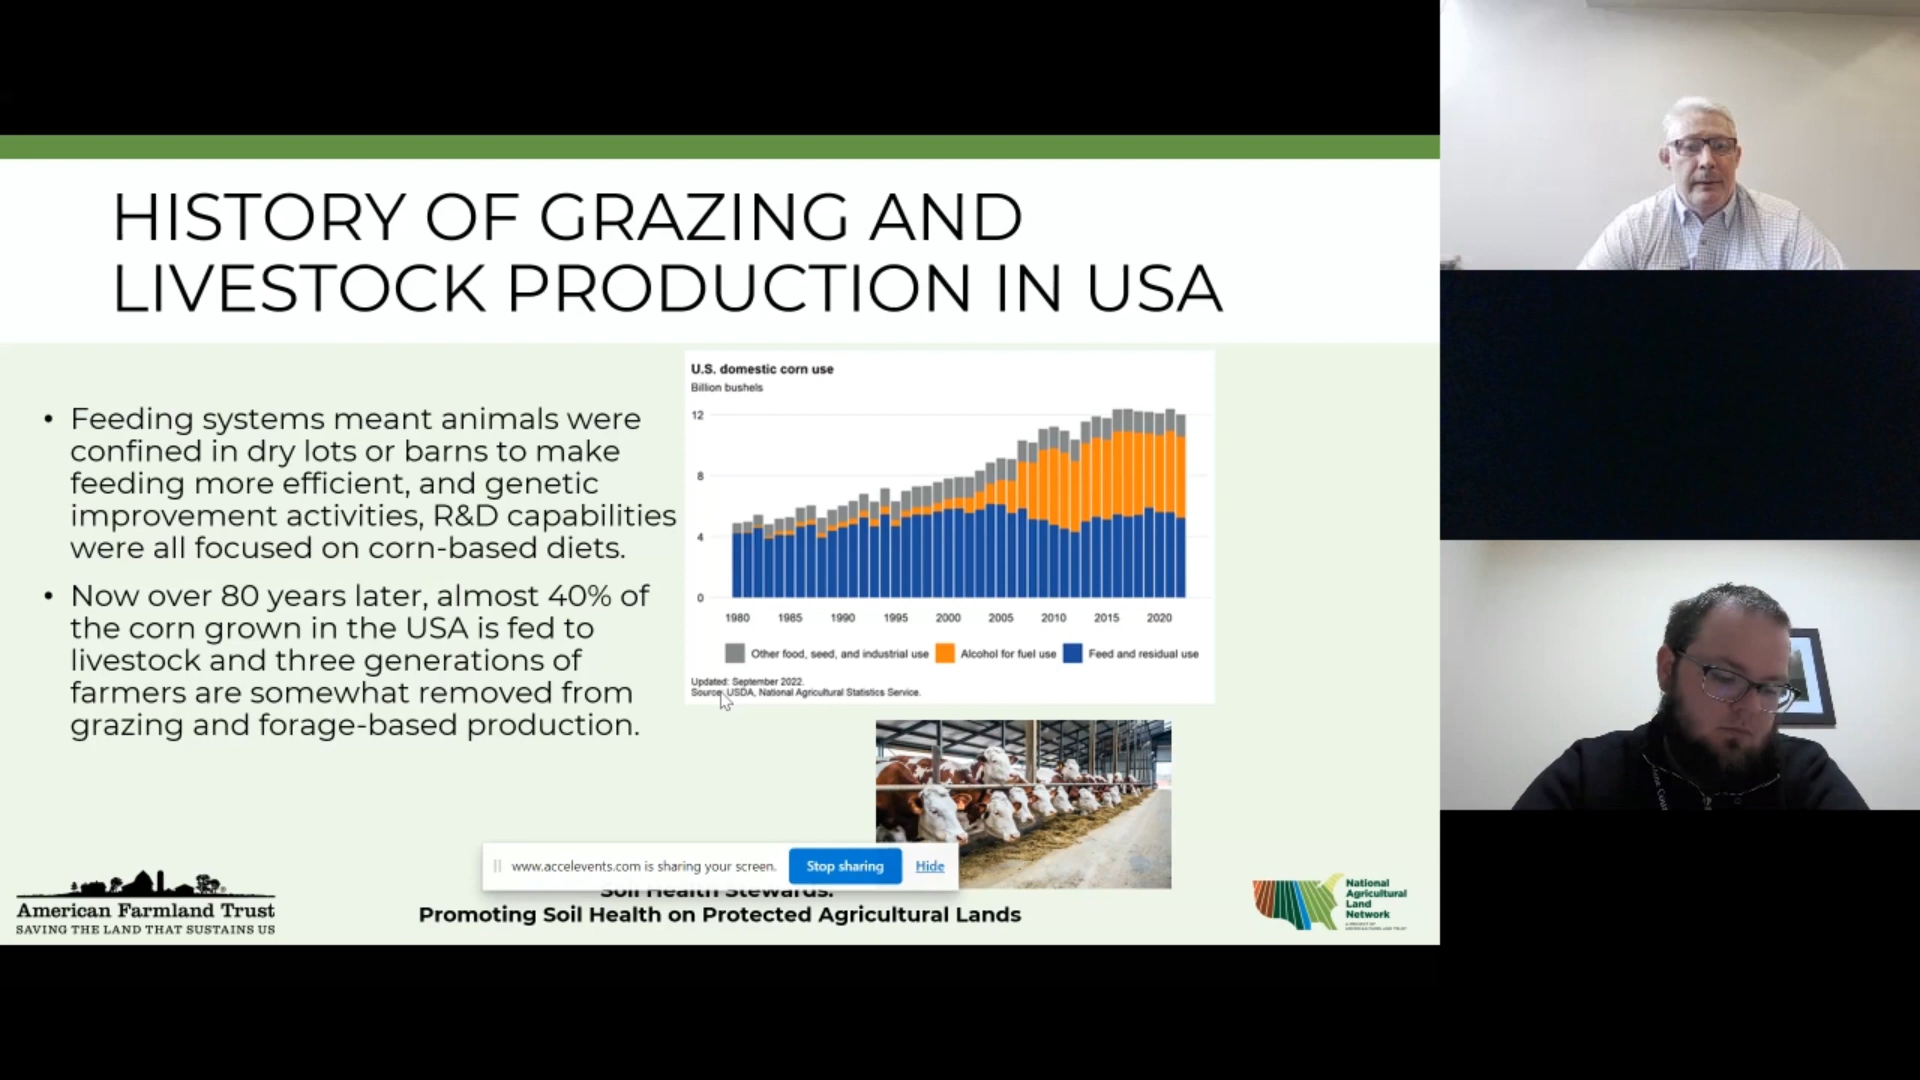 HISTORY OF GRAZING AND
LIVESTOCK PRODUCTION IN USA
• Feeding systems meant animals were
confined in dry lots or barns to make
feeding more efficient, and genetic
improvement activities, R&D capabilities
were all focused on corn-based diets.
• Now over 80 years later, almost 40% of
the corn grown in the USA is fed to
livestock and three generations of
farmers are somewhat removed from
grazing and forage-based production.
U.S. domestic corn use
Billion bushels
12
8
4
0
1980 1985 1990 1995 2000 2005 2010 2015 2020
Other food, seed, and industrial use Alcohol for fuel use Feed and residual use
Updated: September 2022.
Source: USDA, National Agricultural Statistics Service.
www.accelevents.com is sharing your screen. Stop sharing Hide
Soil Health Stewards:
Promoting Soil Health on Protected Agricultural Lands
American Farmland Trust
SAVING THE LAND THAT SUSTAINS US
National
Agricultural
Land
Network